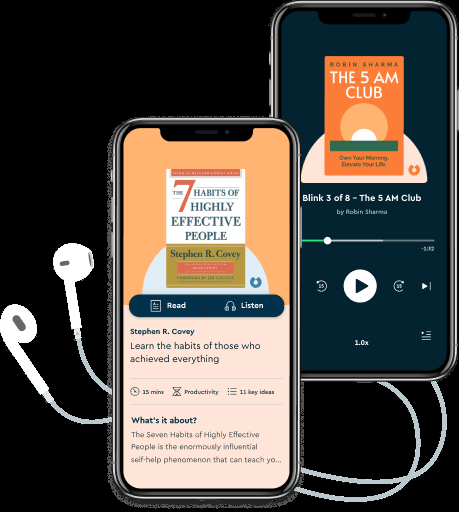 ROBIN SHARMA
THE 5 AM
CLUB
Own Your Morning.
Elevate Your Life.
Blink 3 of 8 – The 5 AM Club
by Robin Sharma
-1:32
15
15
1.0x
THE 7 HABITS OF
HIGHLY
EFFECTIVE
PEOPLE
Stephen R. Covey
Read
Listen
Stephen R. Covey
Learn the habits of those who
achieved everything
15 mins
Productivity
11 key ideas
What's it about?
The Seven Habits of Highly Effective
People is the enormously influential
self-help phenomenon that can teach yo...